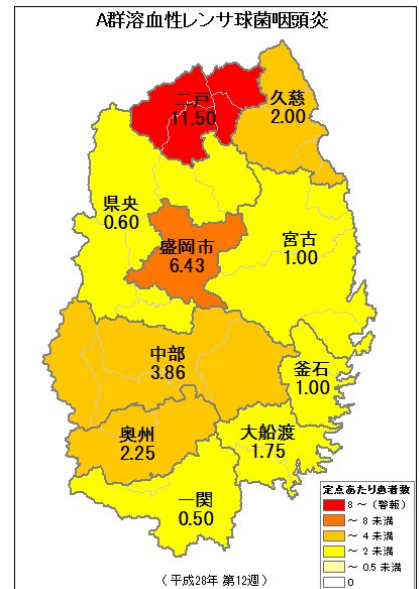 A群溶血性レンサ球菌咽頭炎
二戸
11.50
久慈
2.00
県央
0.60
盛岡市
6.43
宮古
1.00
中部
3.86
釜石
1.00
奥州
2.25
大船渡
1.75
一関
0.50
定点あたり患者数
8～(警報)
～8未満
～4未満
～2未満
～0.5未満
0
(平成28年 第12週)